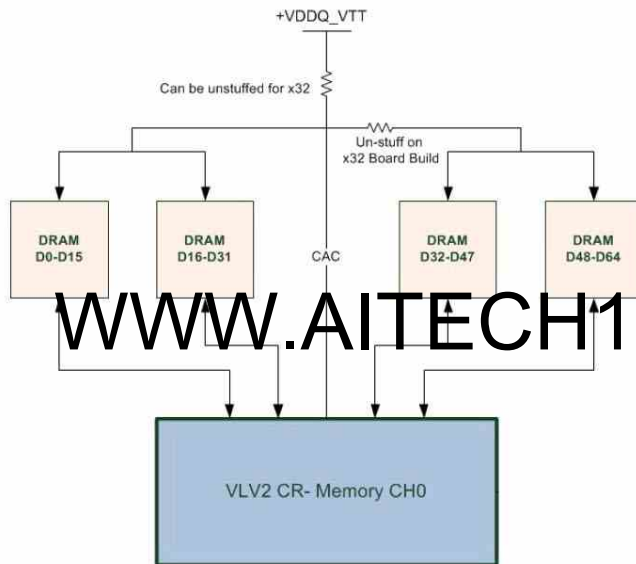 +VDDQ_VTT
Can be unstuffed for x32
Un-stuff on
x32 Board Build
DRAM
D0-D15
DRAM
D16-D31
DRAM
D32-D47
DRAM
D48-D64
CAC
WWW.AITECH1
VLV2 CR- Memory CH0